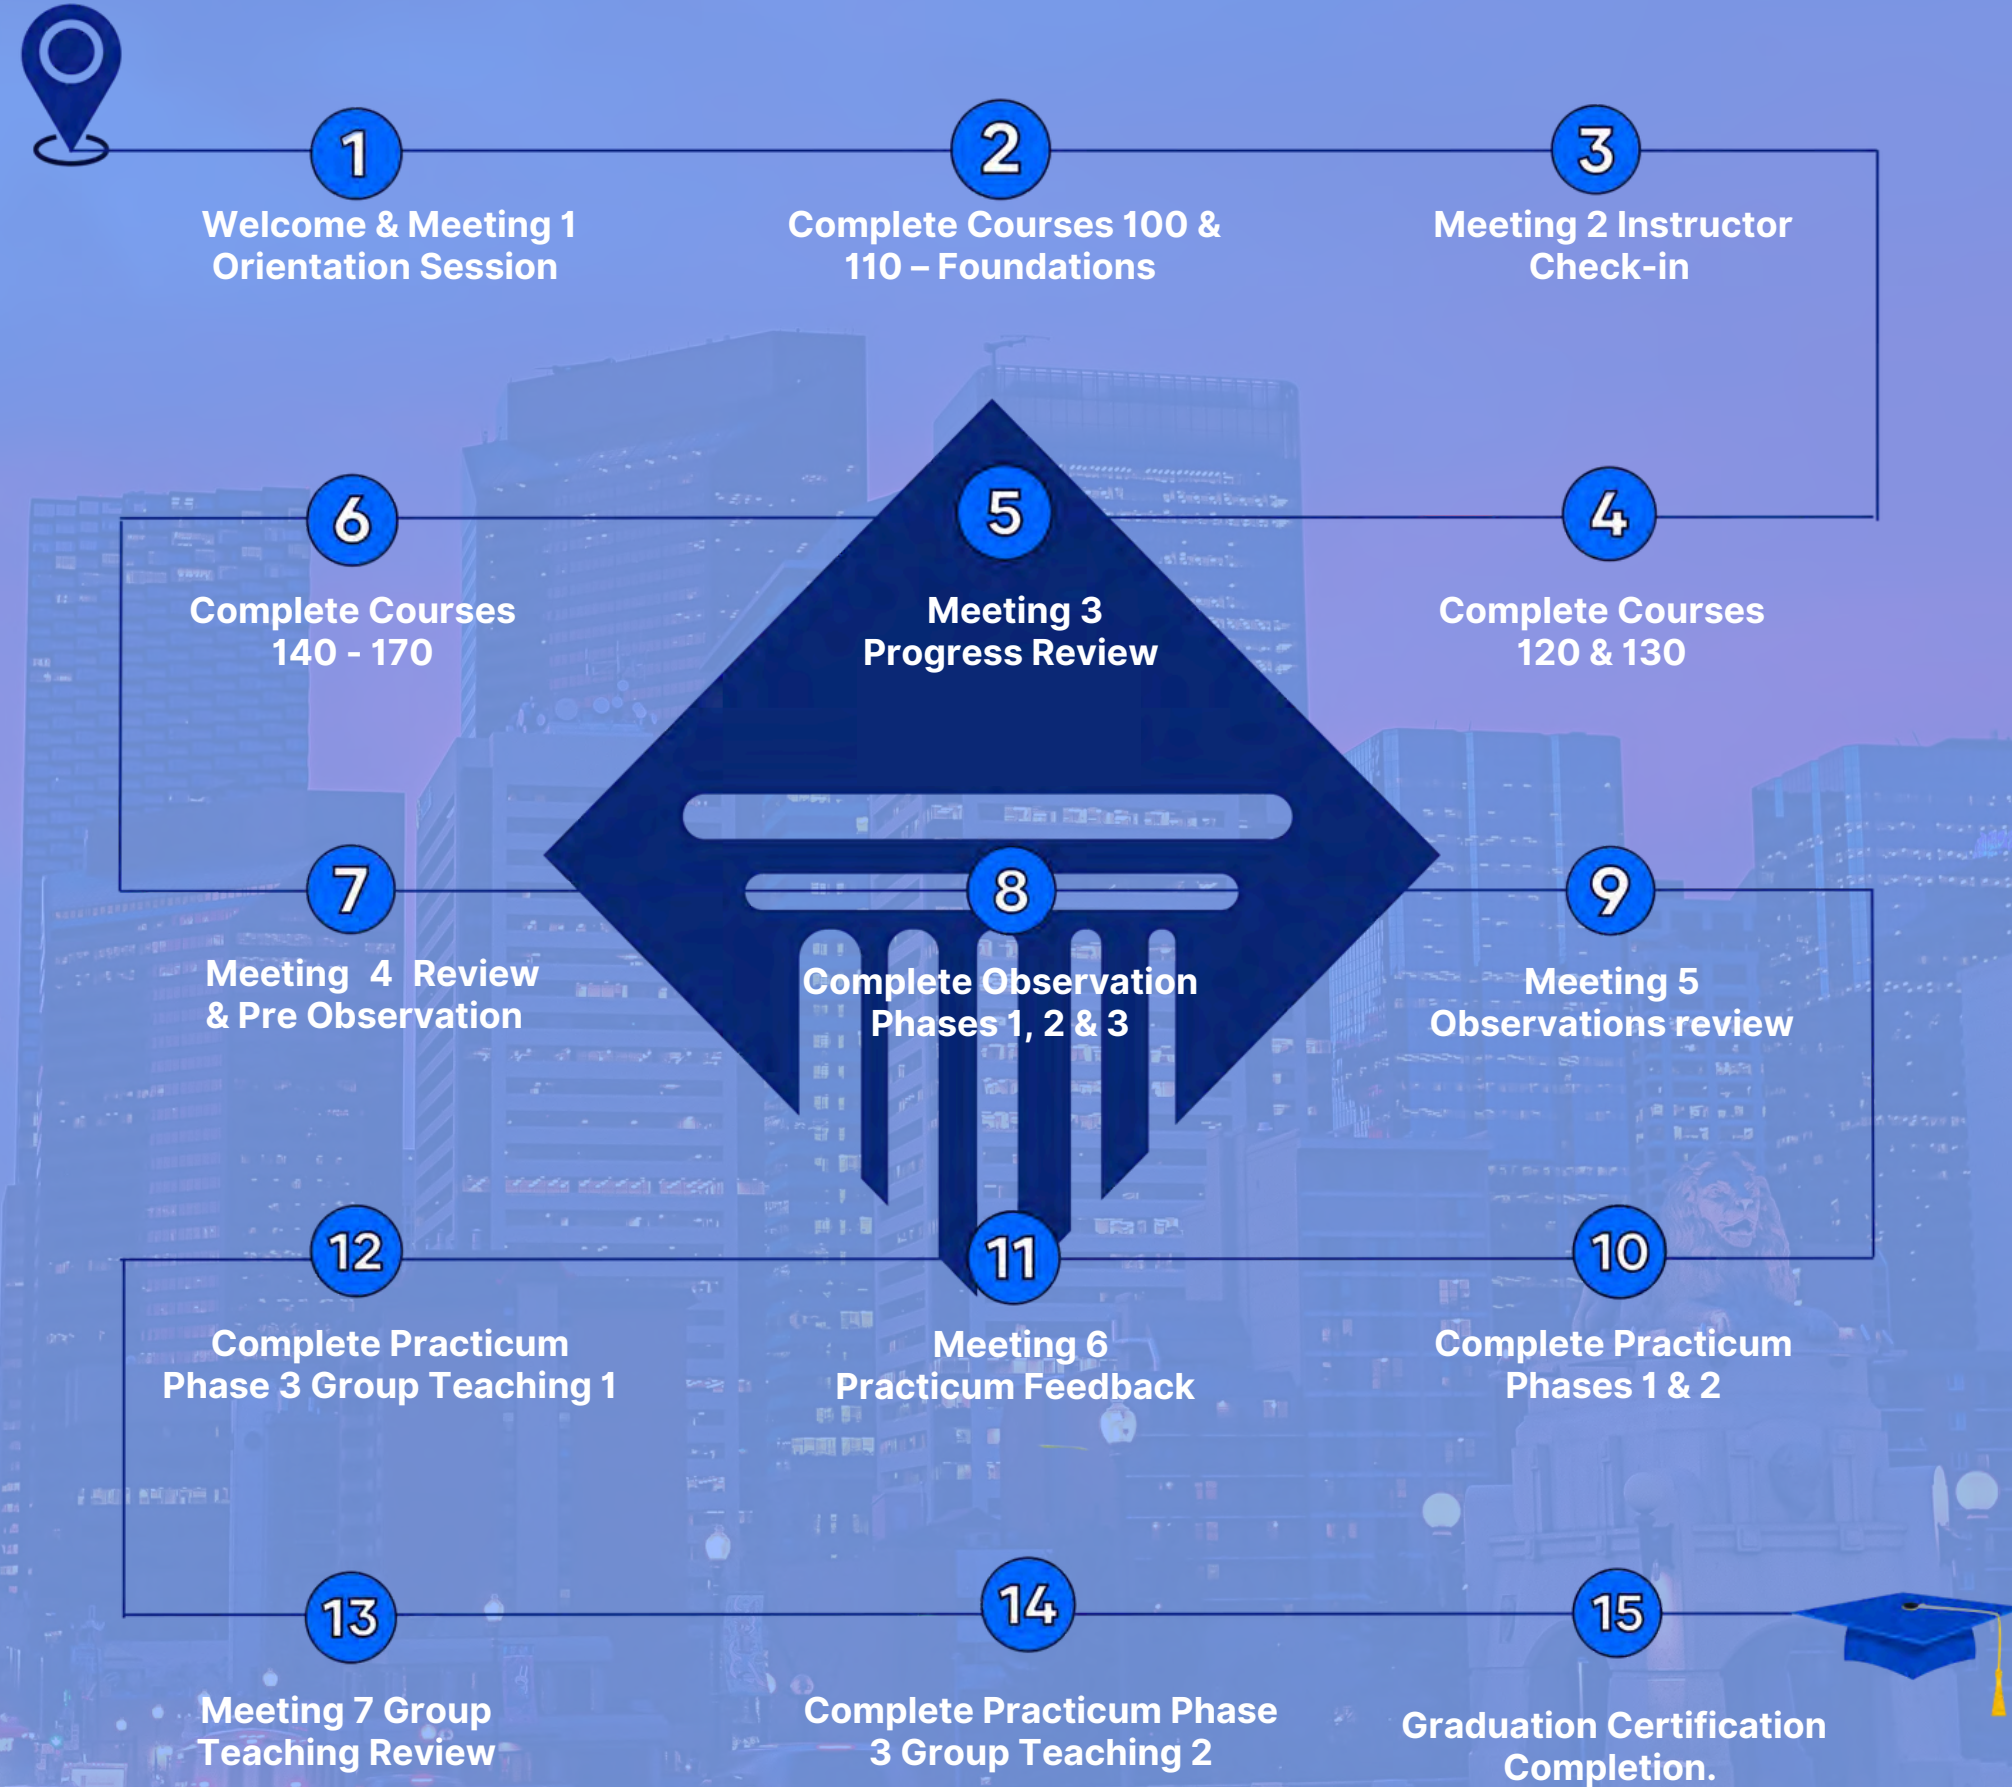 1
Welcome & Meeting 1
Orientation Session
2
Complete Courses 100 &
110 – Foundations
3
Meeting 2 Instructor
Check-in
4
Complete Courses
120 & 130
5
Meeting 3
Progress Review
6
Complete Courses
140 - 170
7
Meeting 4 Review
& Pre Observation
8
Complete Observation
Phases 1, 2 & 3
9
Meeting 5
Observations review
10
Complete Practicum
Phases 1 & 2
11
Meeting 6
Practicum Feedback
12
Complete Practicum
Phase 3 Group Teaching 1
13
Meeting 7 Group
Teaching Review
14
Complete Practicum Phase
3 Group Teaching 2
15
Graduation Certification
Completion.